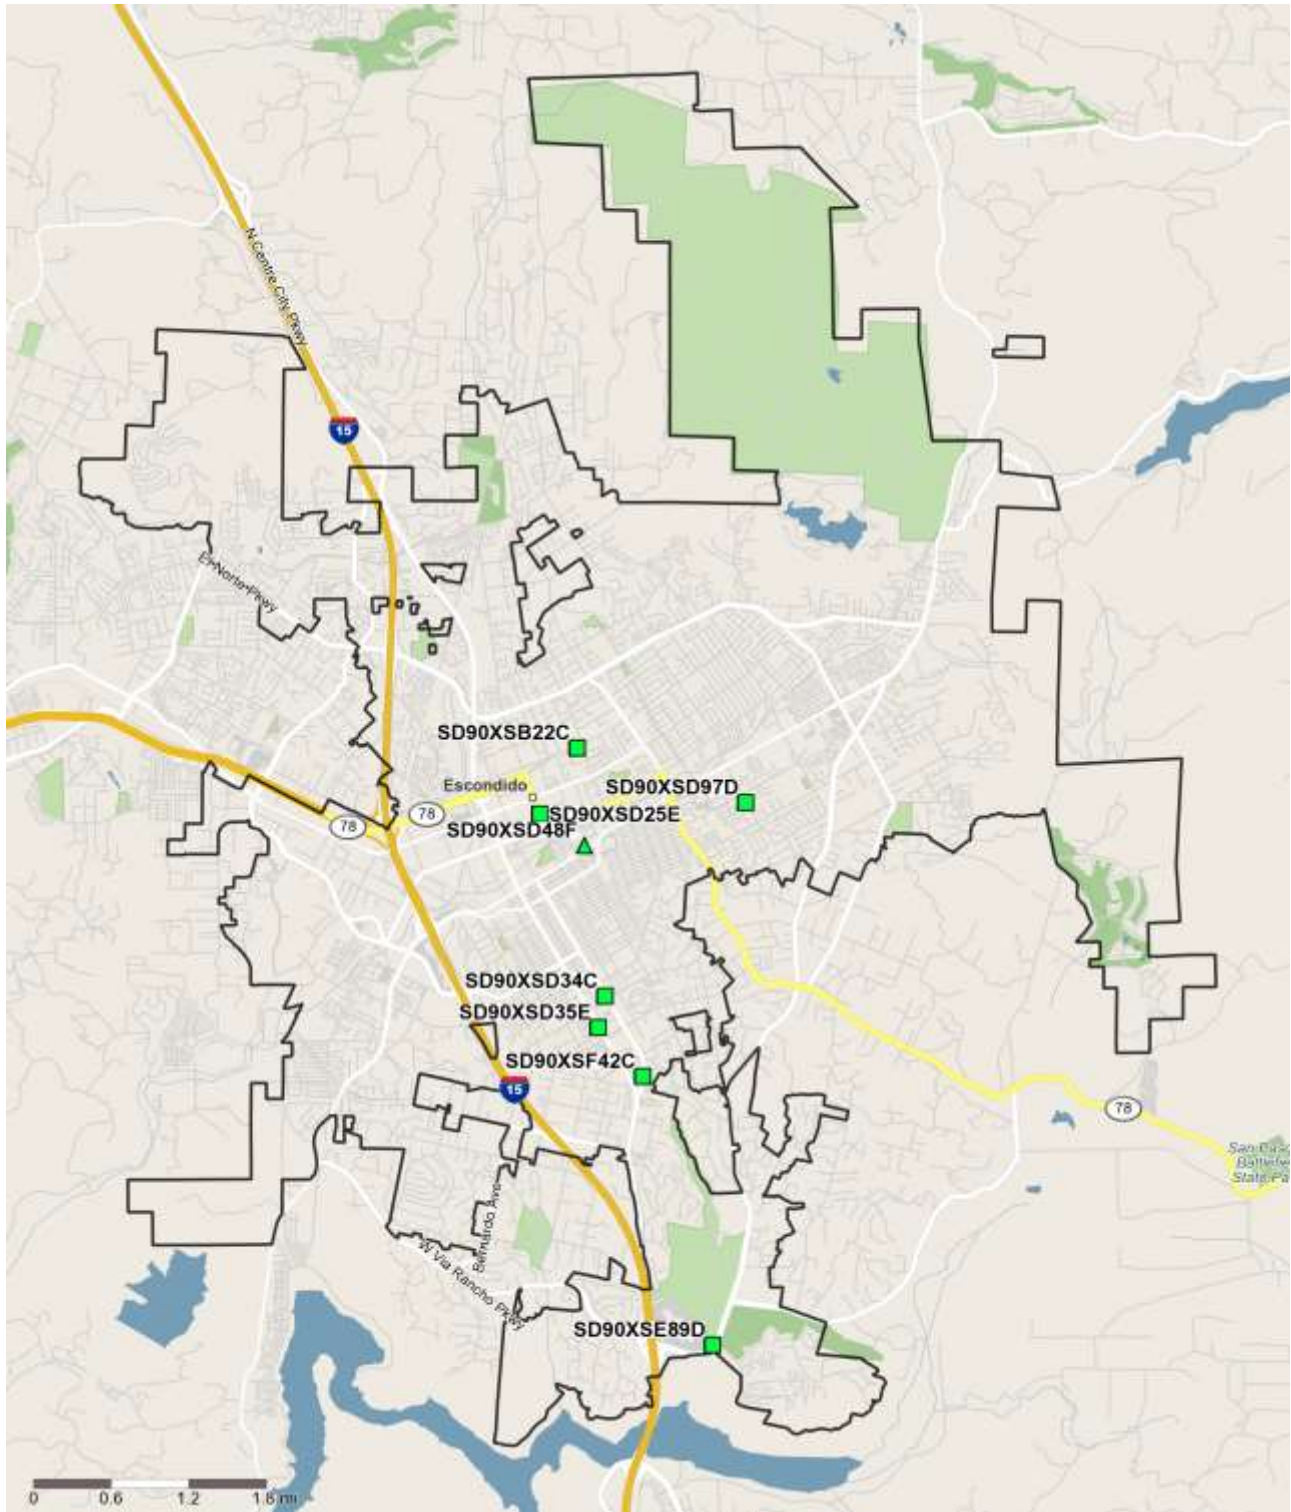 N Centre City Pkwy
15
El Norte Pkwy
SD90XSB22C
Escondido
SD90XSD97D
78
78
SD90XSD25E
SD90XSD48F
SD90XSD34C
SD90XSD35E
SD90XSF42C
15
78
Bernardo Ave
W Via Rancho Pkwy
SD90XSE89D
0 0.6 1.2 1.8 mi